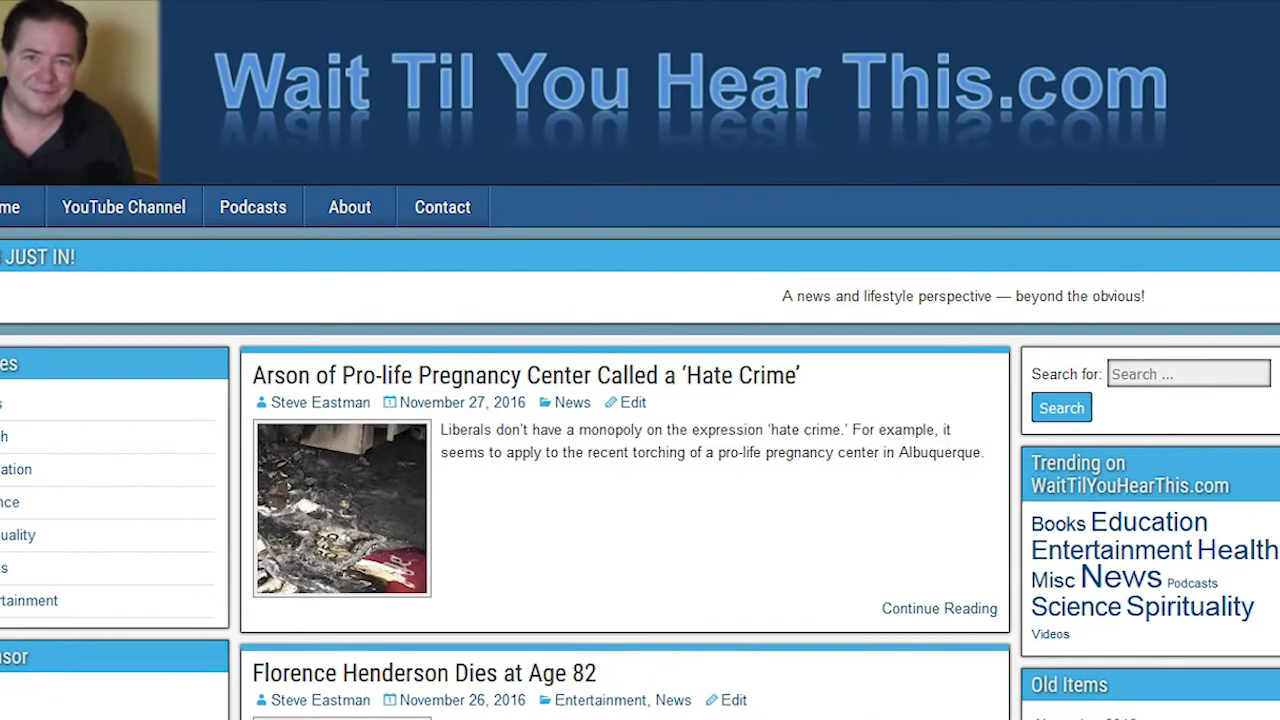 Wait Til You Hear This.com
me
YouTube Channel
Podcasts
About
Contact
JUST IN!
A news and lifestyle perspective — beyond the obvious!
es
s
h
ation
nce
uality
ts
rtainment
nsor
Arson of Pro-life Pregnancy Center Called a ‘Hate Crime’
Steve Eastman November 27, 2016 News Edit
Liberals don’t have a monopoly on the expression ‘hate crime.’ For example, it
seems to apply to the recent torching of a pro-life pregnancy center in Albuquerque.
Continue Reading
Florence Henderson Dies at Age 82
Steve Eastman November 26, 2016 Entertainment, News Edit
Search for: Search ...
Search
Trending on
WaitTilYouHearThis.com
Books Education
Entertainment Health
Misc News Podcasts
Science Spirituality
Videos
Old Items